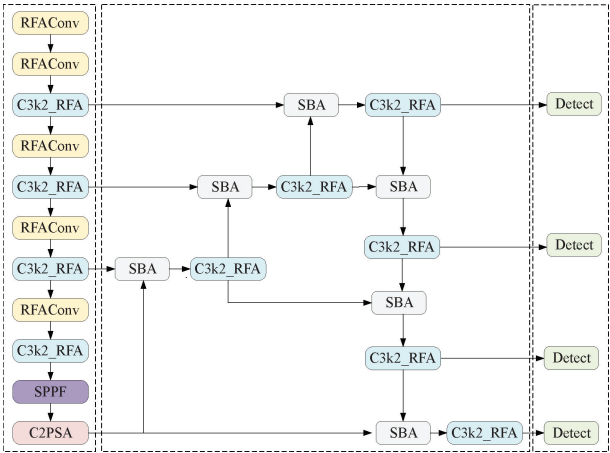 RFAConv
RFAConv
C3k2_RFA
SBA
C3k2_RFA
Detect
RFAConv
C3k2_RFA
SBA
C3k2_RFA
SBA
RFAConv
C3k2_RFA
Detect
C3k2_RFA
SBA
C3k2_RFA
SBA
RFAConv
C3k2_RFA
C3k2_RFA
Detect
SPPF
C2PSA
SBA
C3k2_RFA
Detect